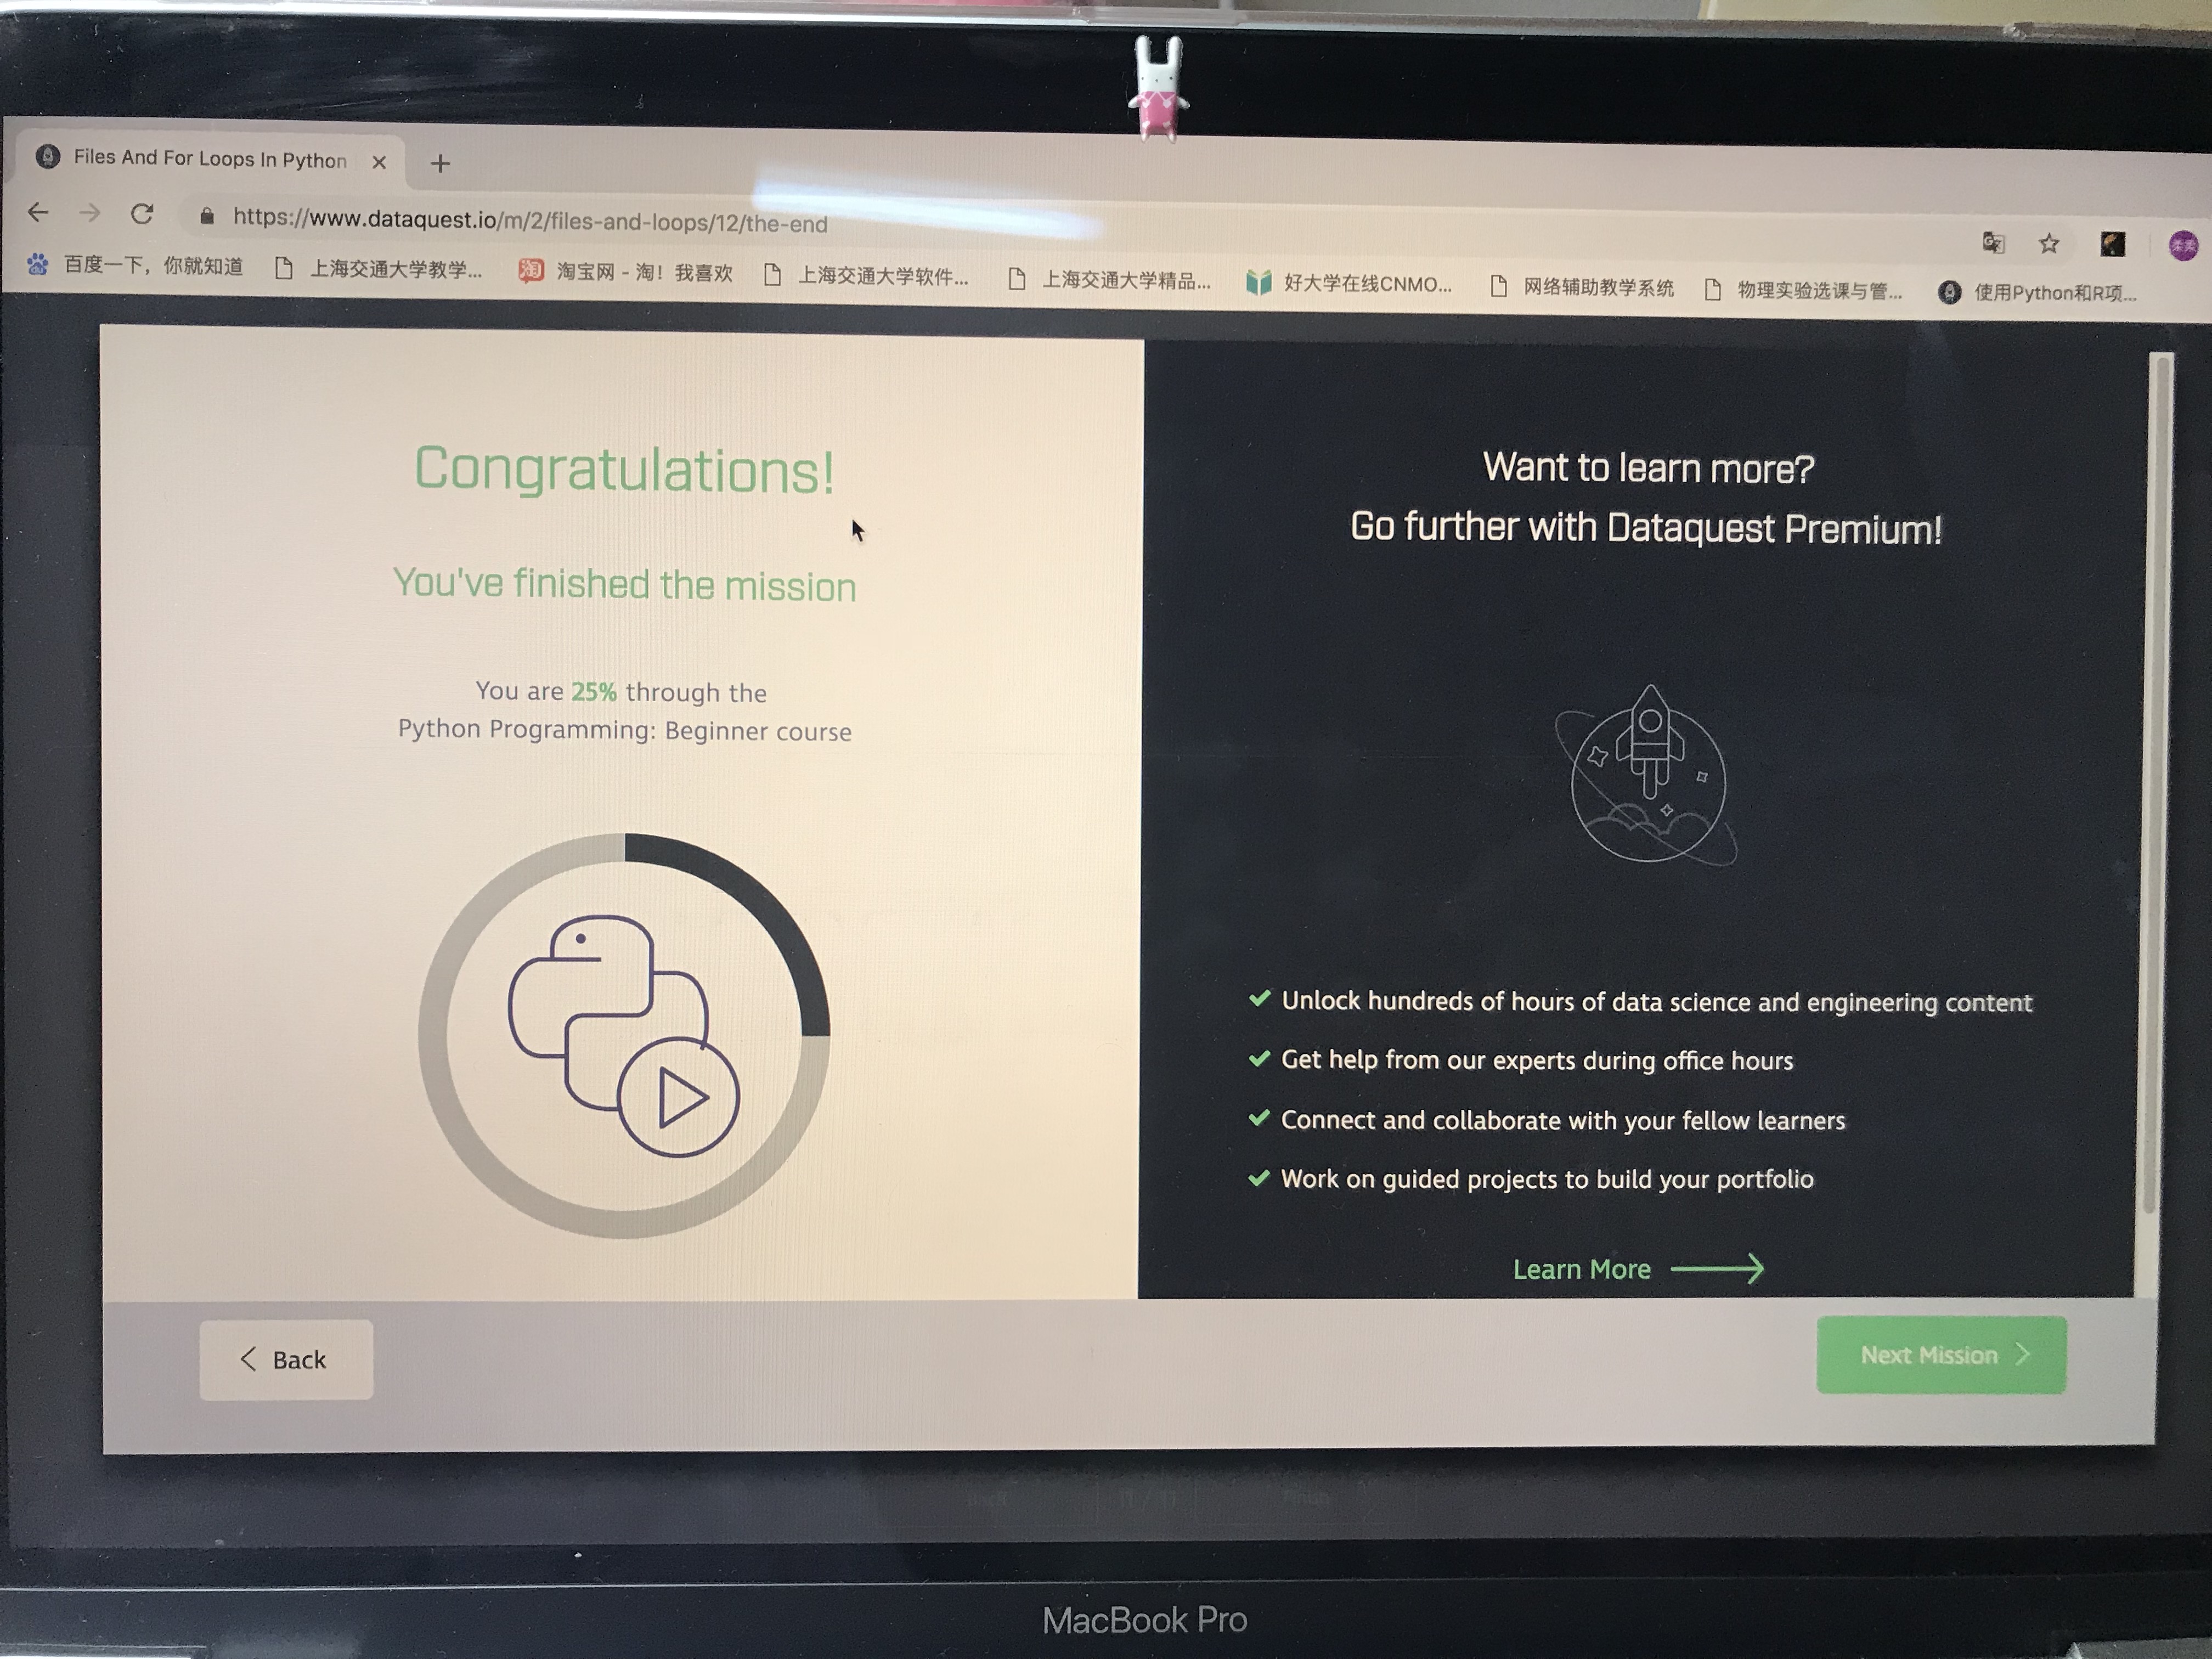 Files And For Loops In Python
https://www.dataquest.io/m/2/files-and-loops/12/the-end
百度一下，你就知道 上海交通大学教学... 淘宝网 - 淘！我喜欢 上海交通大学软件... 上海交通大学精品... 好大学在线CNMO... 网络辅助教学系统 物理实验选课与管... 使用Python和R项...
Congratulations!
You've finished the mission
You are 25% through the
Python Programming: Beginner course
Want to learn more?
Go further with Dataquest Premium!
Unlock hundreds of hours of data science and engineering content
Get help from our experts during office hours
Connect and collaborate with your fellow learners
Work on guided projects to build your portfolio
Learn More
Back
Next Mission
MacBook Pro